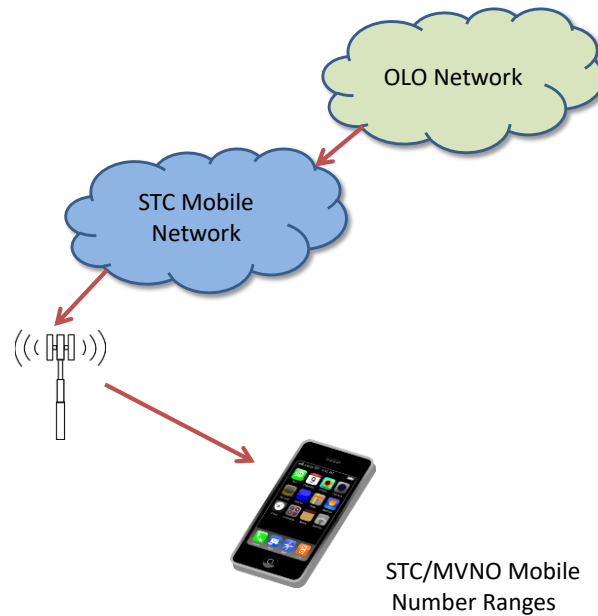 OLO Network
STC Mobile
Network
STC/MVNO Mobile
Number Ranges